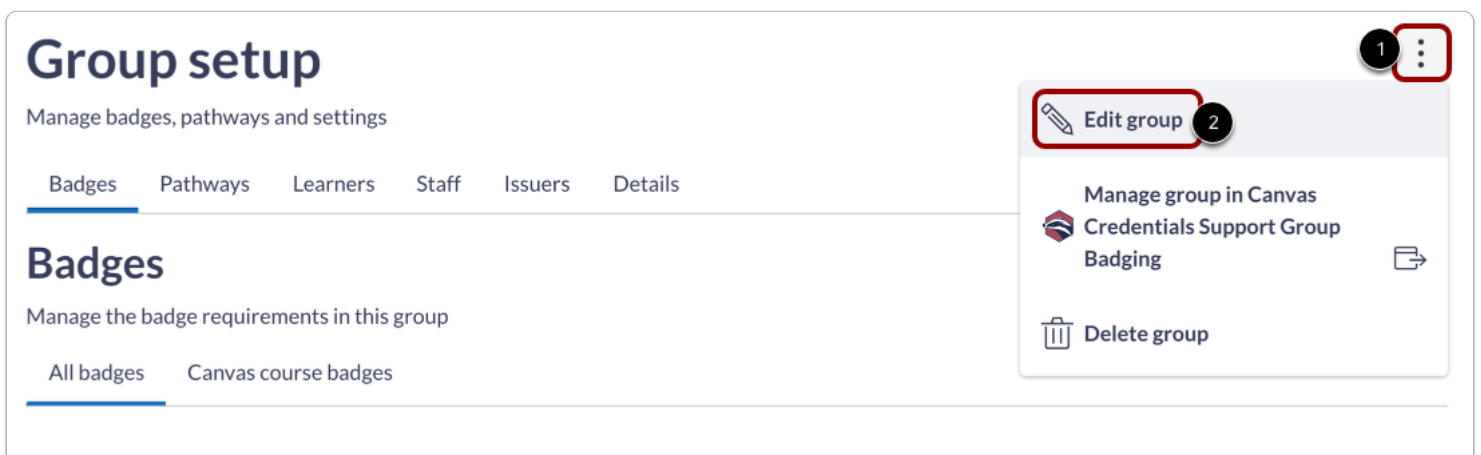 Group setup
1
Manage badges, pathways and settings
Edit group
2
Badges Pathways Learners Staff Issuers Details
Manage group in Canvas
Credentials Support Group
Badging
Badges
Manage the badge requirements in this group
Delete group
All badges Canvas course badges